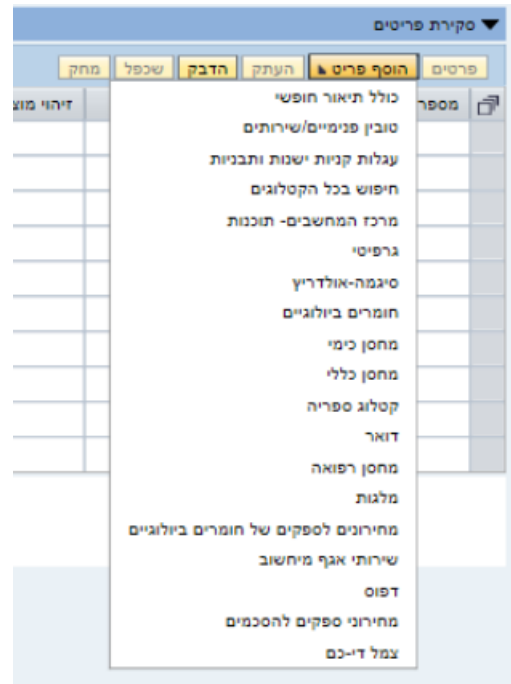 סקירת פריטים
פרטים הוסף פריט העתק הדבק שכפל מחק
מספר זיהוי מוצ
כולל תיאור חופשי
טובין פנימיים/שירותים
עגלות קניות ישנות ותבניות
חיפוש בכל הקטלוגים
מרכז המחשבים- תוכנות
גרפיטי
סיגמה-אולדריץ
חומרים ביולוגיים
מחסן כימי
מחסן כללי
קטלוג ספריה
דואר
מחסן רפואה
מלגות
מחירונים לספקים של חומרים ביולוגיים
שירותי אגף מיחשוב
דפוס
מחירוני ספקים להסכמים
צמל די-כם